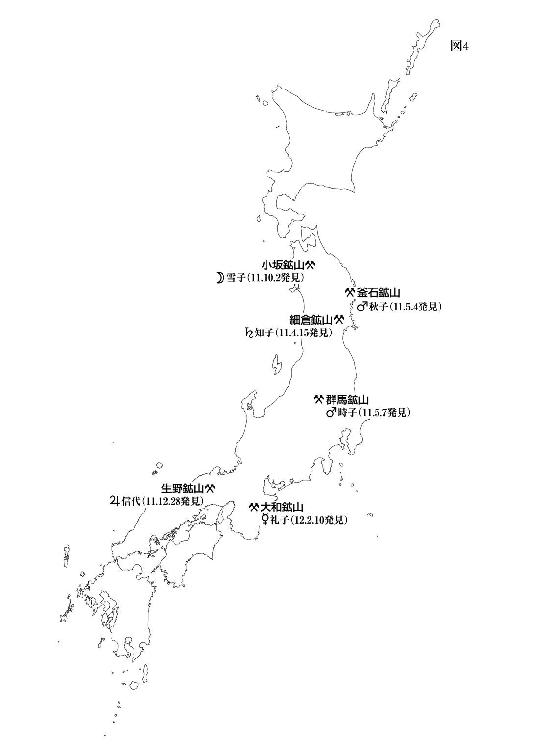 図4
小坂鉱山⚒
☽雪子(11.10.2発見)
⚒釜石鉱山
♂秋子(11.5.4発見)
細倉鉱山⚒
♄知子(11.4.15発見)
⚒群馬鉱山
♂時子(11.5.7発見)
生野鉱山⚒
♃信代(11.12.28発見)
⚒大和鉱山
♀礼子(12.2.10発見)